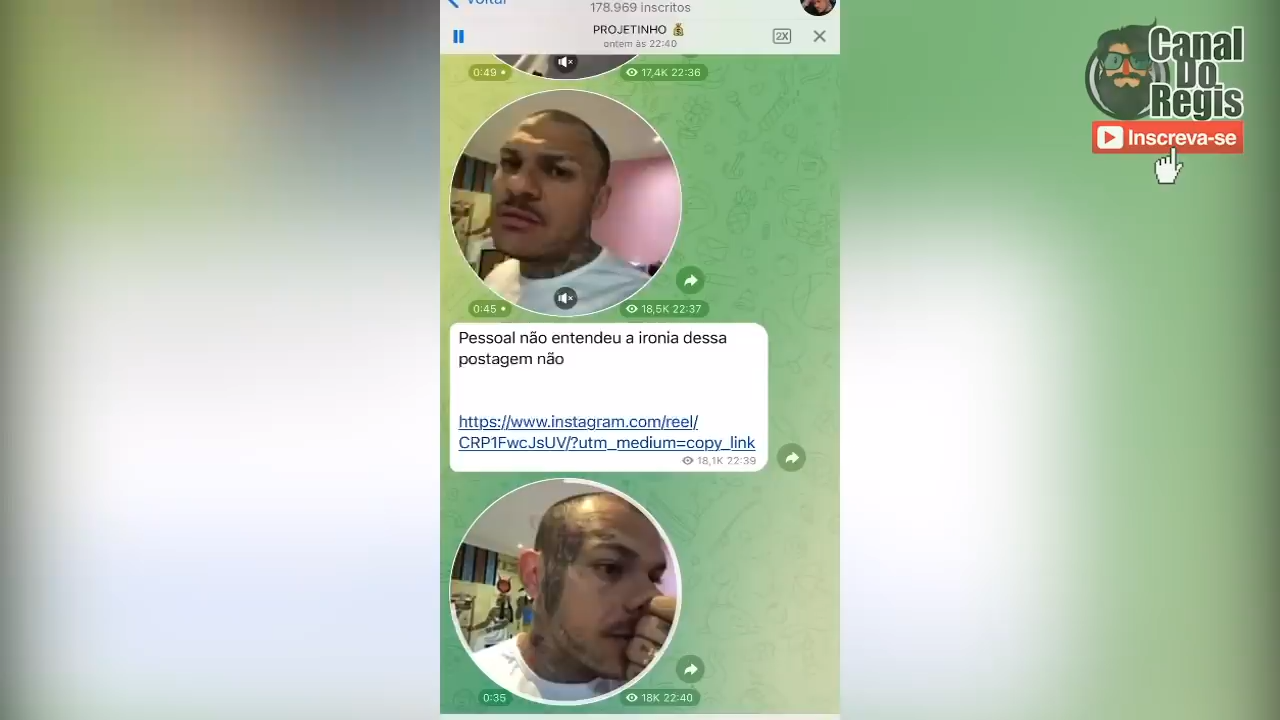 Voltar
178.969 inscritos
PROJETINHO
ontem às 22:40
2X
0:49
17,4K 22:36
0:45
18,5K 22:37
Pessoal não entendeu a ironia dessa
postagem não
https://www.instagram.com/reel/
CRP1FwcJsUV/?utm_medium=copy_link
18,1K 22:39
0:35
18K 22:40
Canal
Do
Regis
Inscreva-se